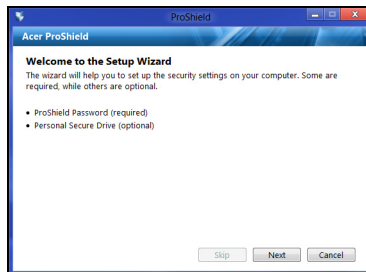 ProShield
Acer ProShield
Welcome to the Setup Wizard
The wizard will help you to set up the security settings on your computer. Some are
required, while others are optional.
• ProShield Password (required)
• Personal Secure Drive (optional)
Skip Next Cancel